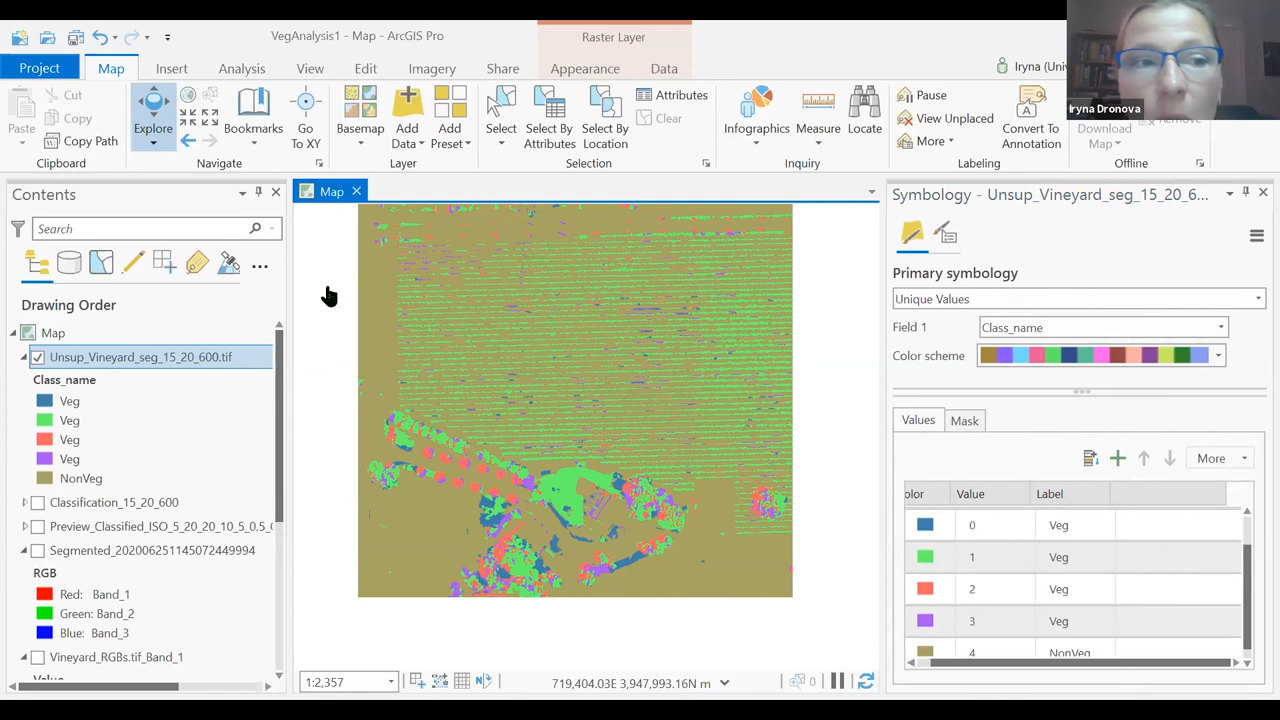 VegAnalysis1 - Map - ArcGIS Pro
Raster Layer
Project
Map
Insert
Analysis
View
Edit
Imagery
Share
Appearance
Data
Iryna (Uni
Iryna Dronova
Paste
Cut
Copy
Copy Path
Clipboard
Explore
Bookmarks
Go
To XY
Navigate
Basemap
Add
Data
Add
Preset
Layer
Select
Select By
Attributes
Select By
Location
Attributes
Clear
Selection
Infographics
Measure
Locate
Inquiry
Pause
View Unplaced
More
Convert To
Annotation
Labeling
Download
Map
Remove
Offline
Contents
Search
Drawing Order
Map
Unsup_Vineyard_seg_15_20_600.tif
Class_name
Veg
Veg
Veg
Veg
NonVeg
Classification_15_20_600
Preview_Classified_ISO_5_20_20_10_5_0.5_0
Segmented_202006251145072449994
RGB
Red: Band_1
Green: Band_2
Blue: Band_3
Vineyard_RGBs.tif_Band_1
Value
Map
1:2,357
719,404.03E 3,947,993.16N m
0
Symbology - Unsup_Vineyard_seg_15_20_6...
Primary symbology
Unique Values
Field 1
Class_name
Color scheme
Values
Mask
More
olor
Value
Label
0
Veg
1
Veg
2
Veg
3
Veg
4
NonVeg